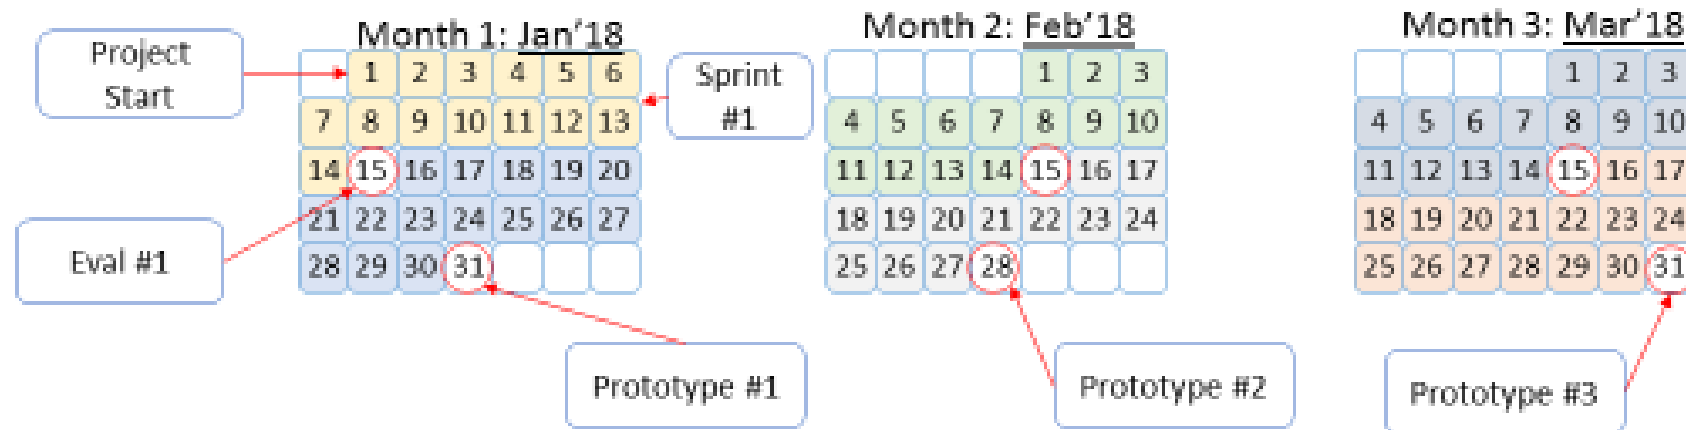 Project
Start
Month 1: Jan'18
1 2 3 4 5 6
7 8 9 10 11 12 13
14 15 16 17 18 19 20
21 22 23 24 25 26 27
28 29 30 31
Sprint
#1
Eval #1
Prototype #1
Month 2: Feb'18
1 2 3
4 5 6 7 8 9 10
11 12 13 14 15 16 17
18 19 20 21 22 23 24
25 26 27 28
Prototype #2
Month 3: Mar'18
1 2 3
4 5 6 7 8 9 10
11 12 13 14 15 16 17
18 19 20 21 22 23 24
25 26 27 28 29 30 31
Prototype #3